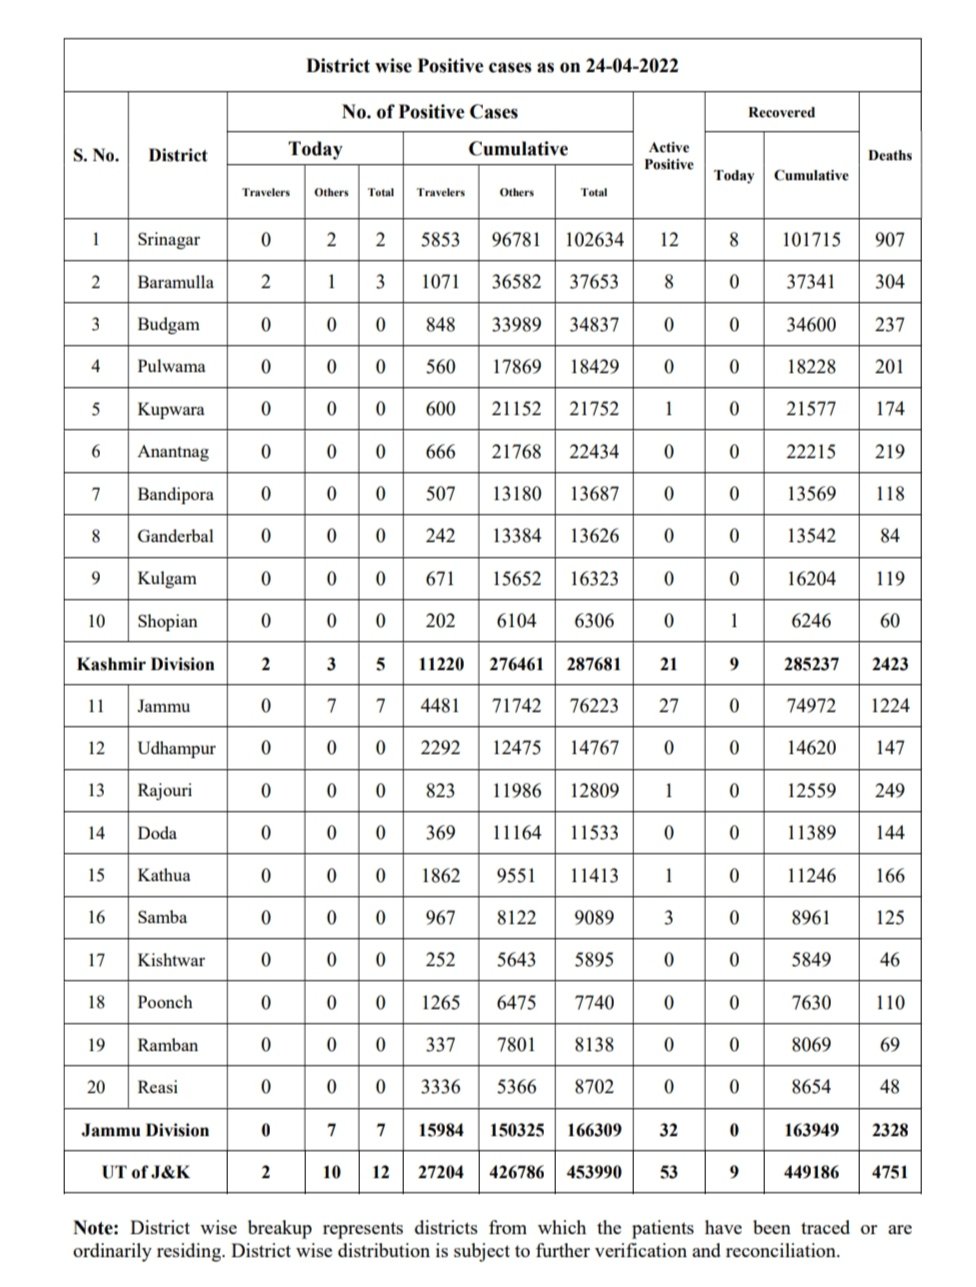 District wise Positive cases as on 24-04-2022
S. No. District No. of Positive Cases Active Positive Recovered Deaths
Today Cumulative Today Cumulative
Travelers Others Total Travelers Others Total
1 Srinagar 0 2 2 5853 96781 102634 12 8 101715 907
2 Baramulla 2 1 3 1071 36582 37653 8 0 37341 304
3 Budgam 0 0 0 848 33989 34837 0 0 34600 237
4 Pulwama 0 0 0 560 17869 18429 0 0 18228 201
5 Kupwara 0 0 0 600 21152 21752 1 0 21577 174
6 Anantnag 0 0 0 666 21768 22434 0 0 22215 219
7 Bandipora 0 0 0 507 13180 13687 0 0 13569 118
8 Ganderbal 0 0 0 242 13384 13626 0 0 13542 84
9 Kulgam 0 0 0 671 15652 16323 0 0 16204 119
10 Shopian 0 0 0 202 6104 6306 0 1 6246 60
Kashmir Division 2 3 5 11220 276461 287681 21 9 285237 2423
11 Jammu 0 7 7 4481 71742 76223 27 0 74972 1224
12 Udhampur 0 0 0 2292 12475 14767 0 0 14620 147
13 Rajouri 0 0 0 823 11986 12809 1 0 12559 249
14 Doda 0 0 0 369 11164 11533 0 0 11389 144
15 Kathua 0 0 0 1862 9551 11413 1 0 11246 166
16 Samba 0 0 0 967 8122 9089 3 0 8961 125
17 Kishtwar 0 0 0 252 5643 5895 0 0 5849 46
18 Poonch 0 0 0 1265 6475 7740 0 0 7630 110
19 Ramban 0 0 0 337 7801 8138 0 0 8069 69
20 Reasi 0 0 0 3336 5366 8702 0 0 8654 48
Jammu Division 0 7 7 15984 150325 166309 32 0 163949 2328
UT of J&K 2 10 12 27204 426786 453990 53 9 449186 4751
Note: District wise breakup represents districts from which the patients have been traced or are
ordinarily residing. District wise distribution is subject to further verification and reconciliation.